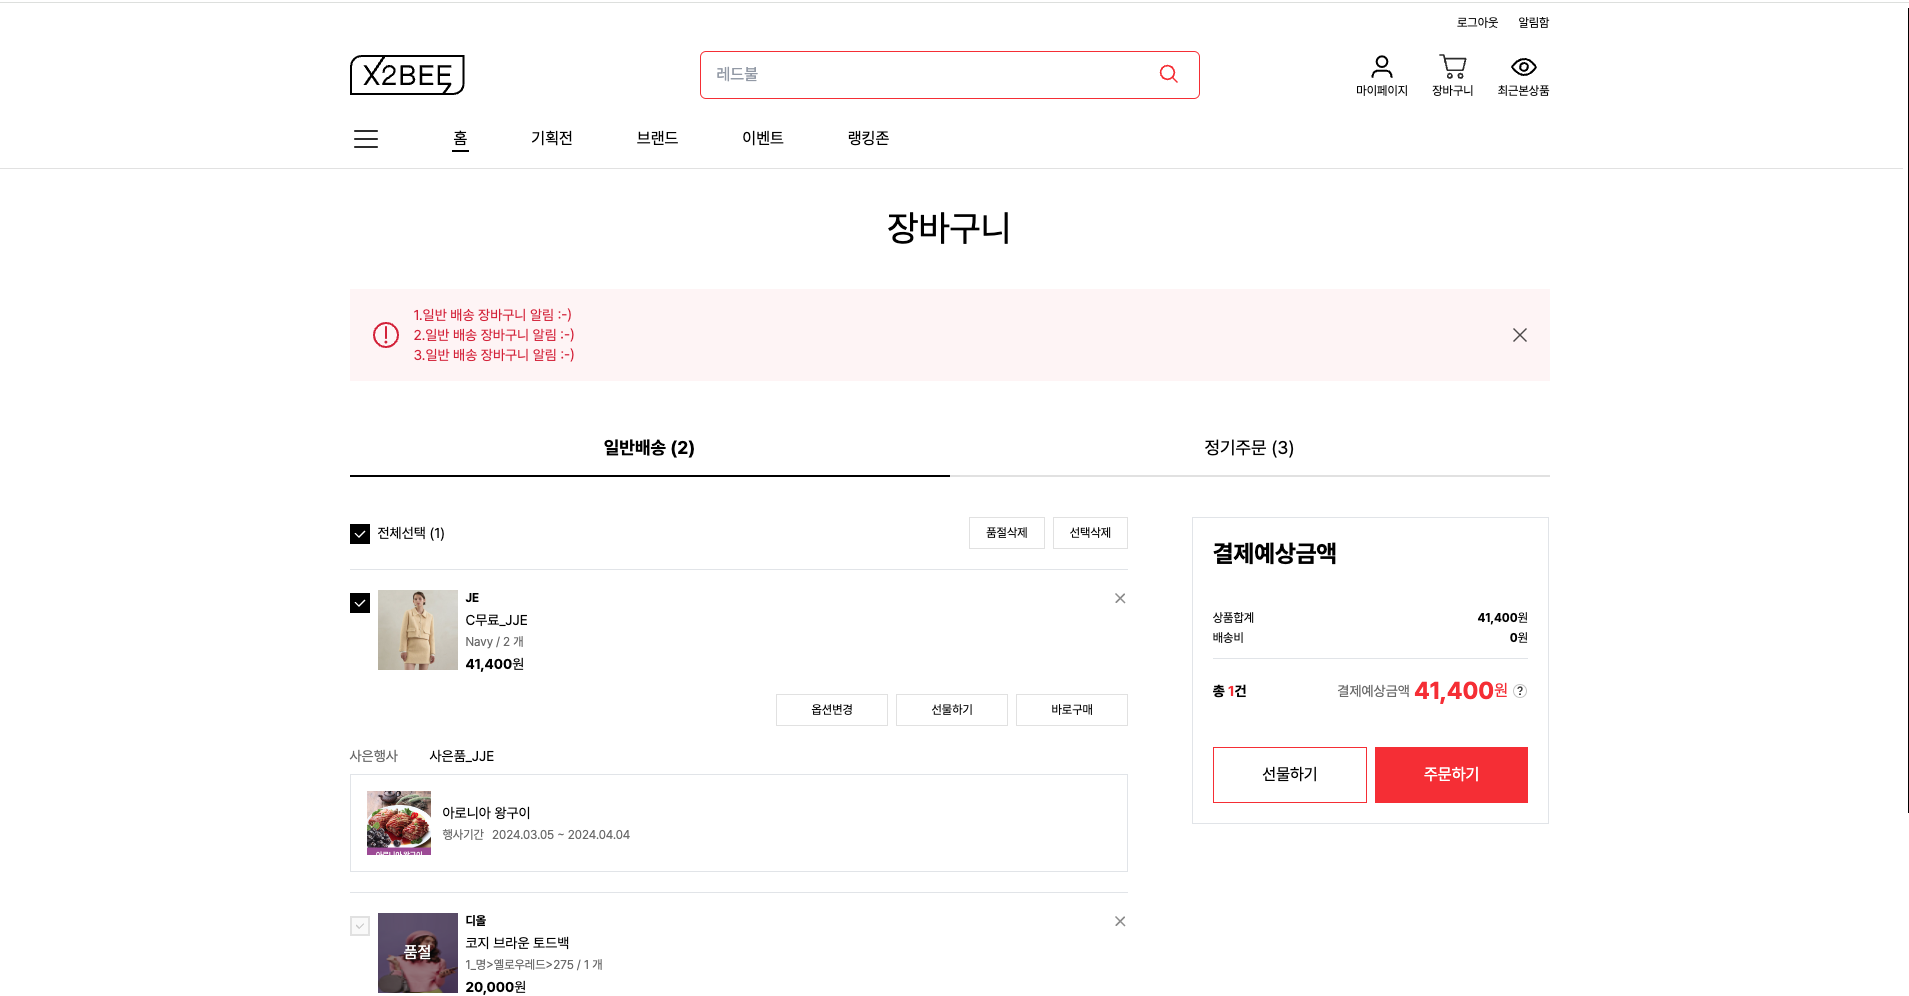 로그아웃 알림함
X2BEE
레드불
마이페이지 장바구니 최근본상품
홈 기획전 브랜드 이벤트 랭킹존
장바구니
1.일반 배송 장바구니 알림 :-)
2.일반 배송 장바구니 알림 :-)
3.일반 배송 장바구니 알림 :-)
일반배송 (2) 정기주문 (3)
전체선택 (1) 품절삭제 선택삭제
JE
C무료_JJE
Navy / 2 개
41,400원
옵션변경 선물하기 바로구매
사은행사 사은품_JJE
아로니아 왕구이
행사기간 2024.03.05 ~ 2024.04.04
품절
디올
코지 브라운 토드백
1_명>옐로우레드>275 / 1 개
20,000원
결제예상금액
상품합계 41,400원
배송비 0원
총 1건 결제예상금액 41,400원 ?
선물하기 주문하기